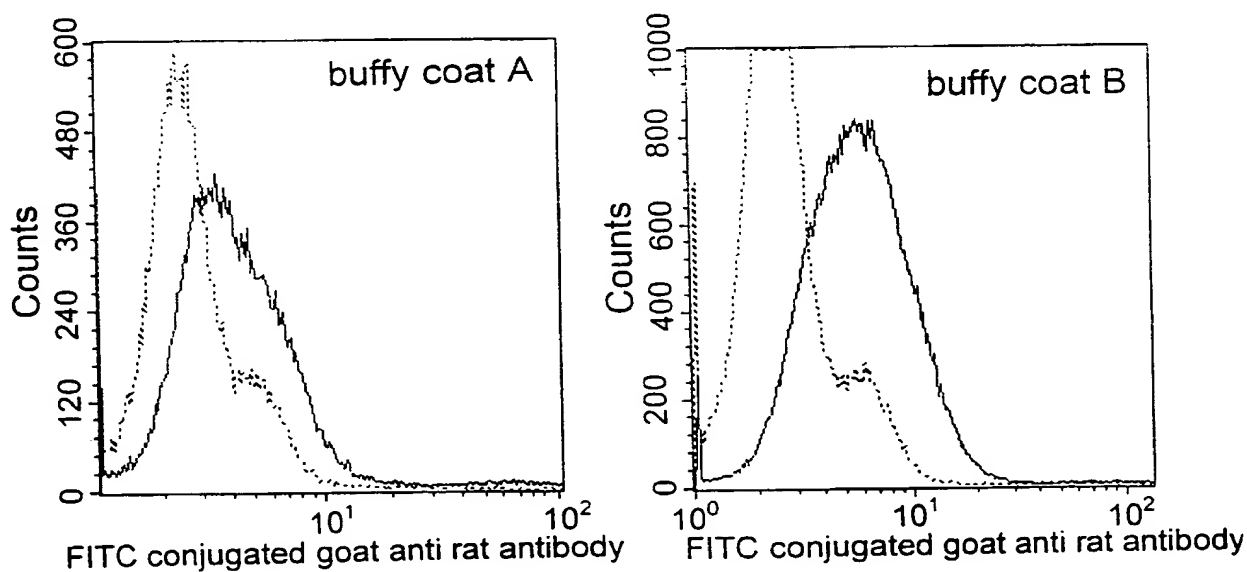 buffy coat A
600
480
360
240
120
0
Counts
10¹
10²
FITC conjugated goat anti rat antibody
buffy coat B
1000
800
600
400
200
0
Counts
10⁰
10¹
10²
FITC conjugated goat anti rat antibody